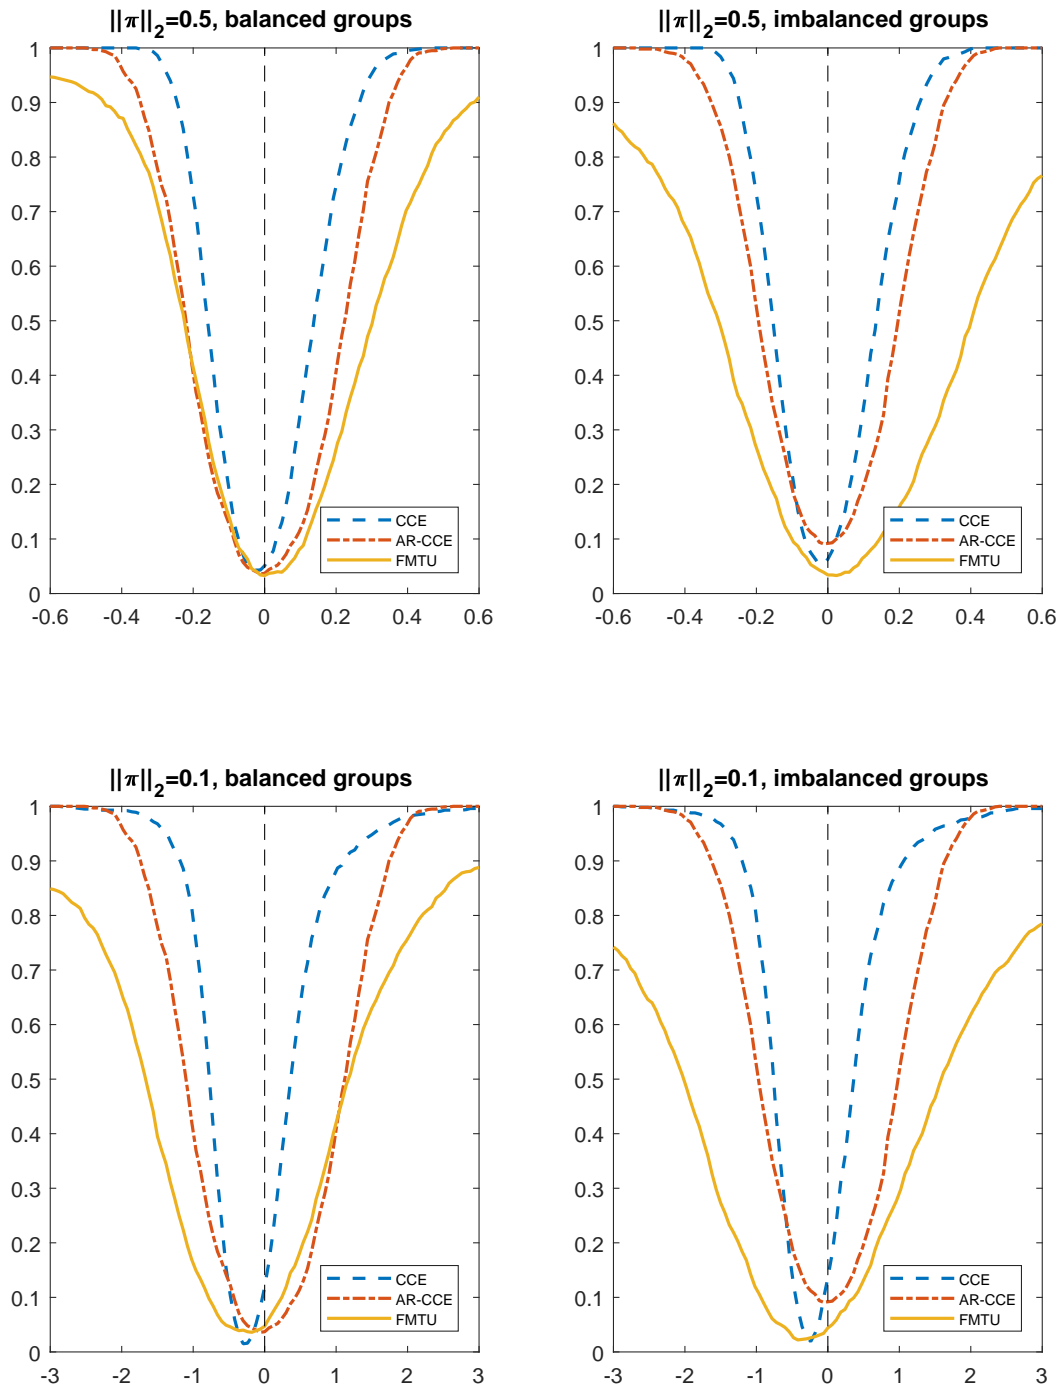 ||π||₂=0.5, balanced groups
1
0.9
0.8
0.7
0.6
0.5
0.4
0.3
0.2
0.1
0
-0.6 -0.4 -0.2 0 0.2 0.4 0.6
CCE
AR-CCE
FMTU
||π||₂=0.5, imbalanced groups
1
0.9
0.8
0.7
0.6
0.5
0.4
0.3
0.2
0.1
0
-0.6 -0.4 -0.2 0 0.2 0.4 0.6
CCE
AR-CCE
FMTU
||π||₂=0.1, balanced groups
1
0.9
0.8
0.7
0.6
0.5
0.4
0.3
0.2
0.1
0
-3 -2 -1 0 1 2 3
CCE
AR-CCE
FMTU
||π||₂=0.1, imbalanced groups
1
0.9
0.8
0.7
0.6
0.5
0.4
0.3
0.2
0.1
0
-3 -2 -1 0 1 2 3
CCE
AR-CCE
FMTU